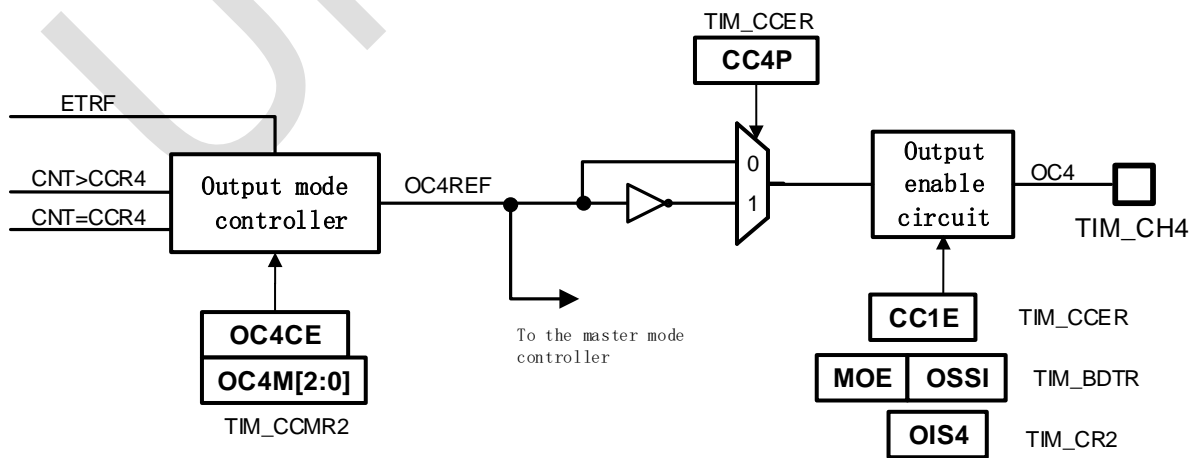 TIM_CCER
CC4P
ETRF
CNT>CCR4
CNT=CCR4
Output mode
controller
OC4REF
0
1
Output
enable
circuit
OC4
TIM_CH4
To the master mode
controller
OC4CE
OC4M[2:0]
TIM_CCMR2
CC1E
TIM_CCER
MOE
OSSI
TIM_BDTR
OIS4
TIM_CR2